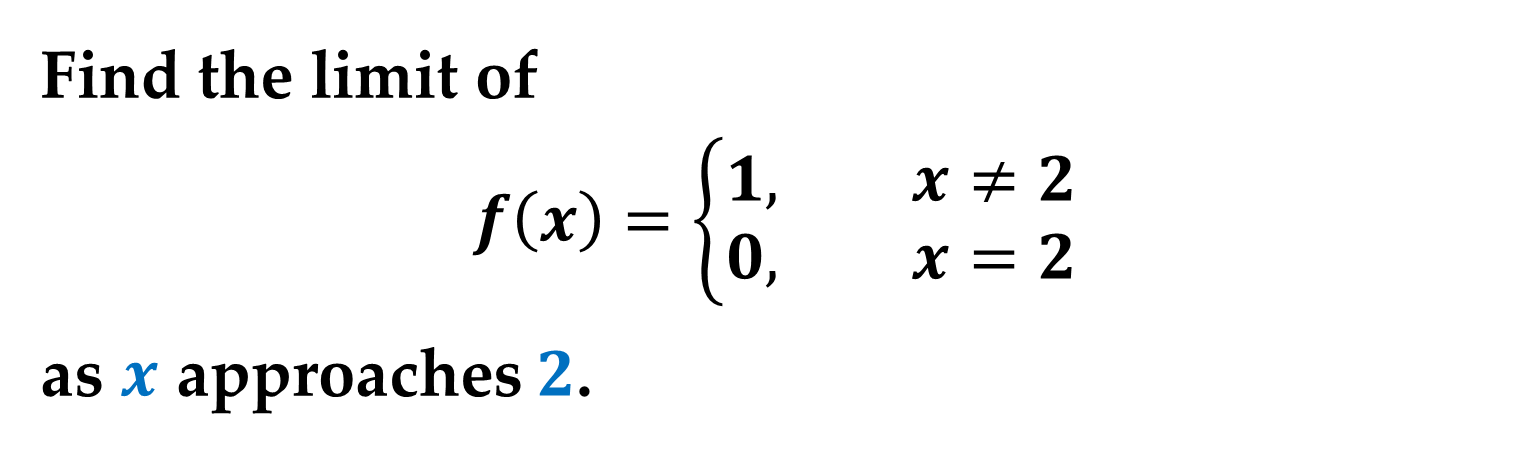 Find the limit of
f(x) = {1, x ≠ 2
0, x = 2
as x approaches 2.